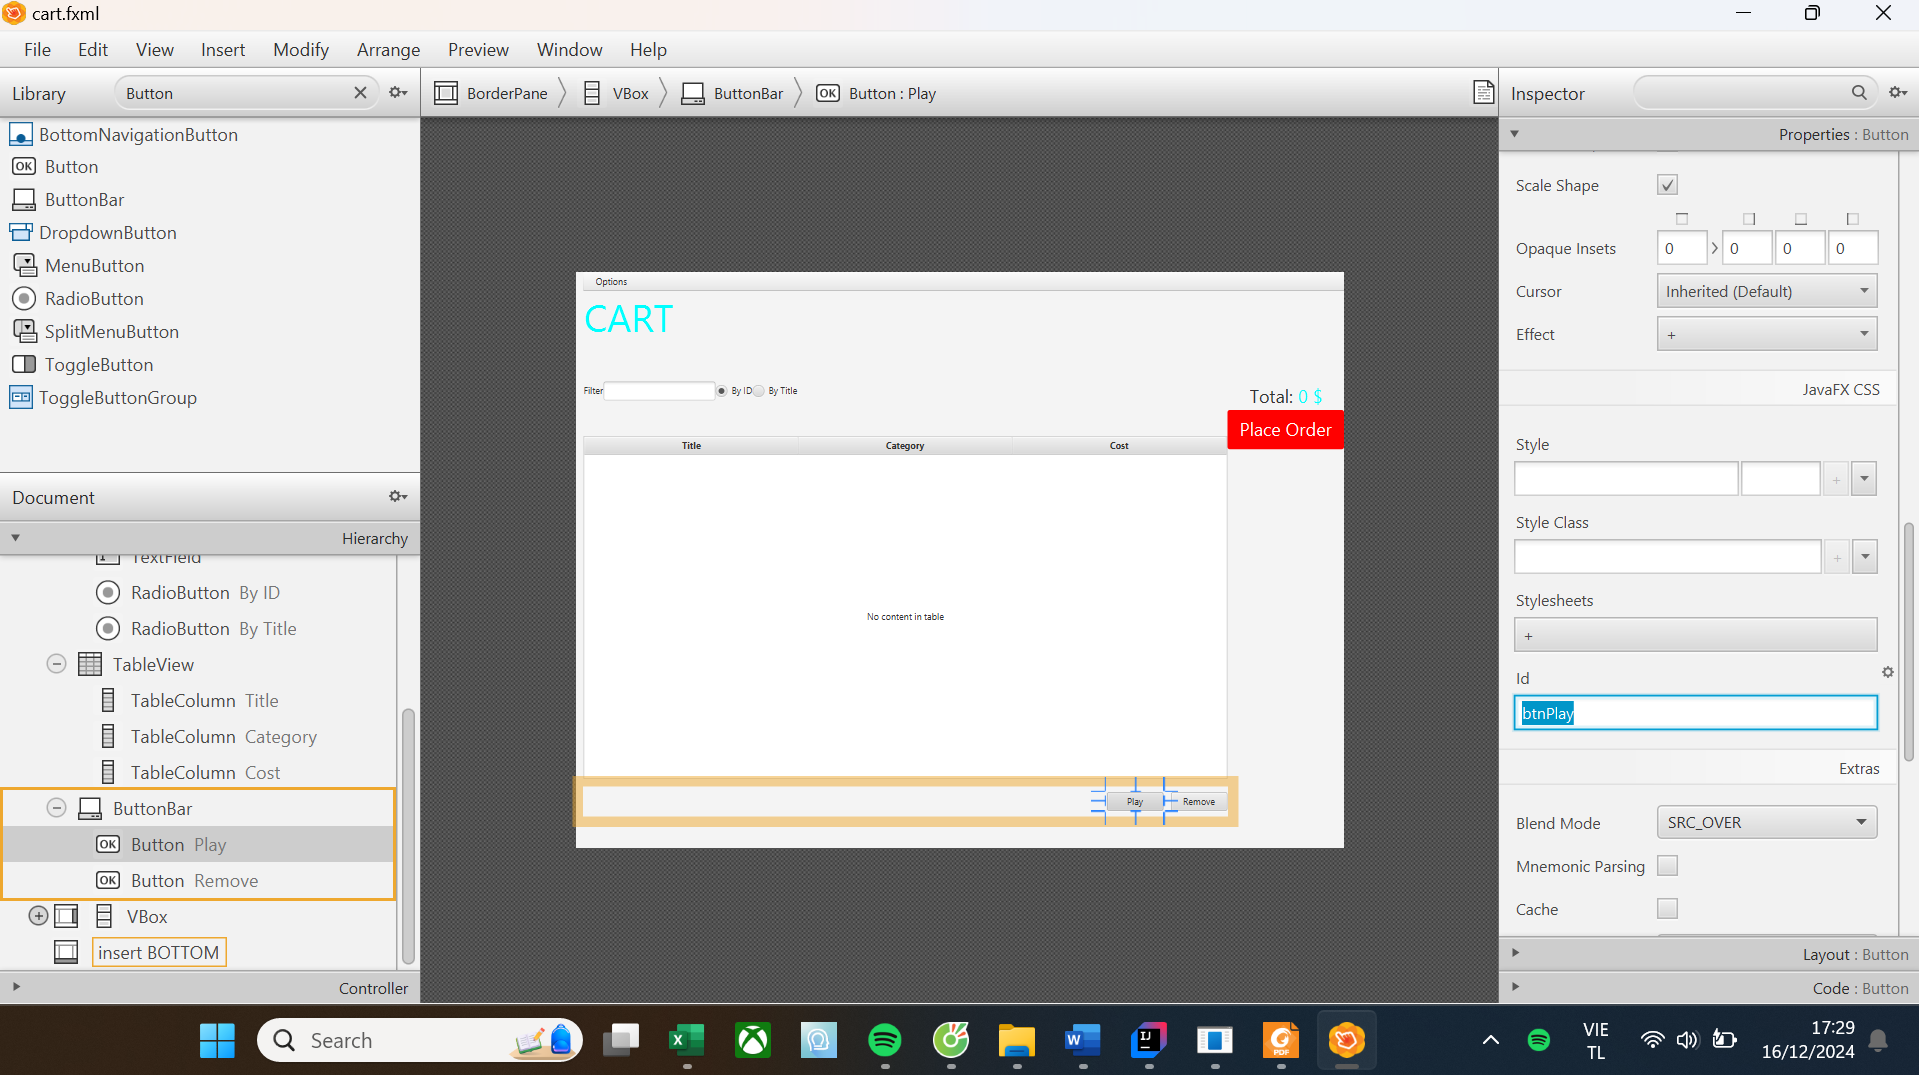 cart.fxml
File Edit View Insert Modify Arrange Preview Window Help
Library Button
BorderPane VBox ButtonBar OK Button : Play
Inspector
BottomNavigationButton
OK Button
ButtonBar
DropdownButton
MenuButton
RadioButton
SplitMenuButton
ToggleButton
ToggleButtonGroup
Document
Hierarchy
TextField
RadioButton By ID
RadioButton By Title
TableView
TableColumn Title
TableColumn Category
TableColumn Cost
ButtonBar
OK Button Play
OK Button Remove
VBox
insert BOTTOM
Controller
Options
CART
Filter By ID By Title
Total: 0 $
Place Order
Title Category Cost
No content in table
Play Remove
Properties : Button
Scale Shape
Opaque Insets 0 0 0 0
Cursor Inherited (Default)
Effect +
JavaFX CSS
Style
+
Style Class
+
Stylesheets
+
Id
btnPlay
Extras
Blend Mode SRC_OVER
Mnemonic Parsing
Cache
Layout : Button
Code : Button
Search
X
W
IJ
PDF
VIE
TL
17:29
16/12/2024